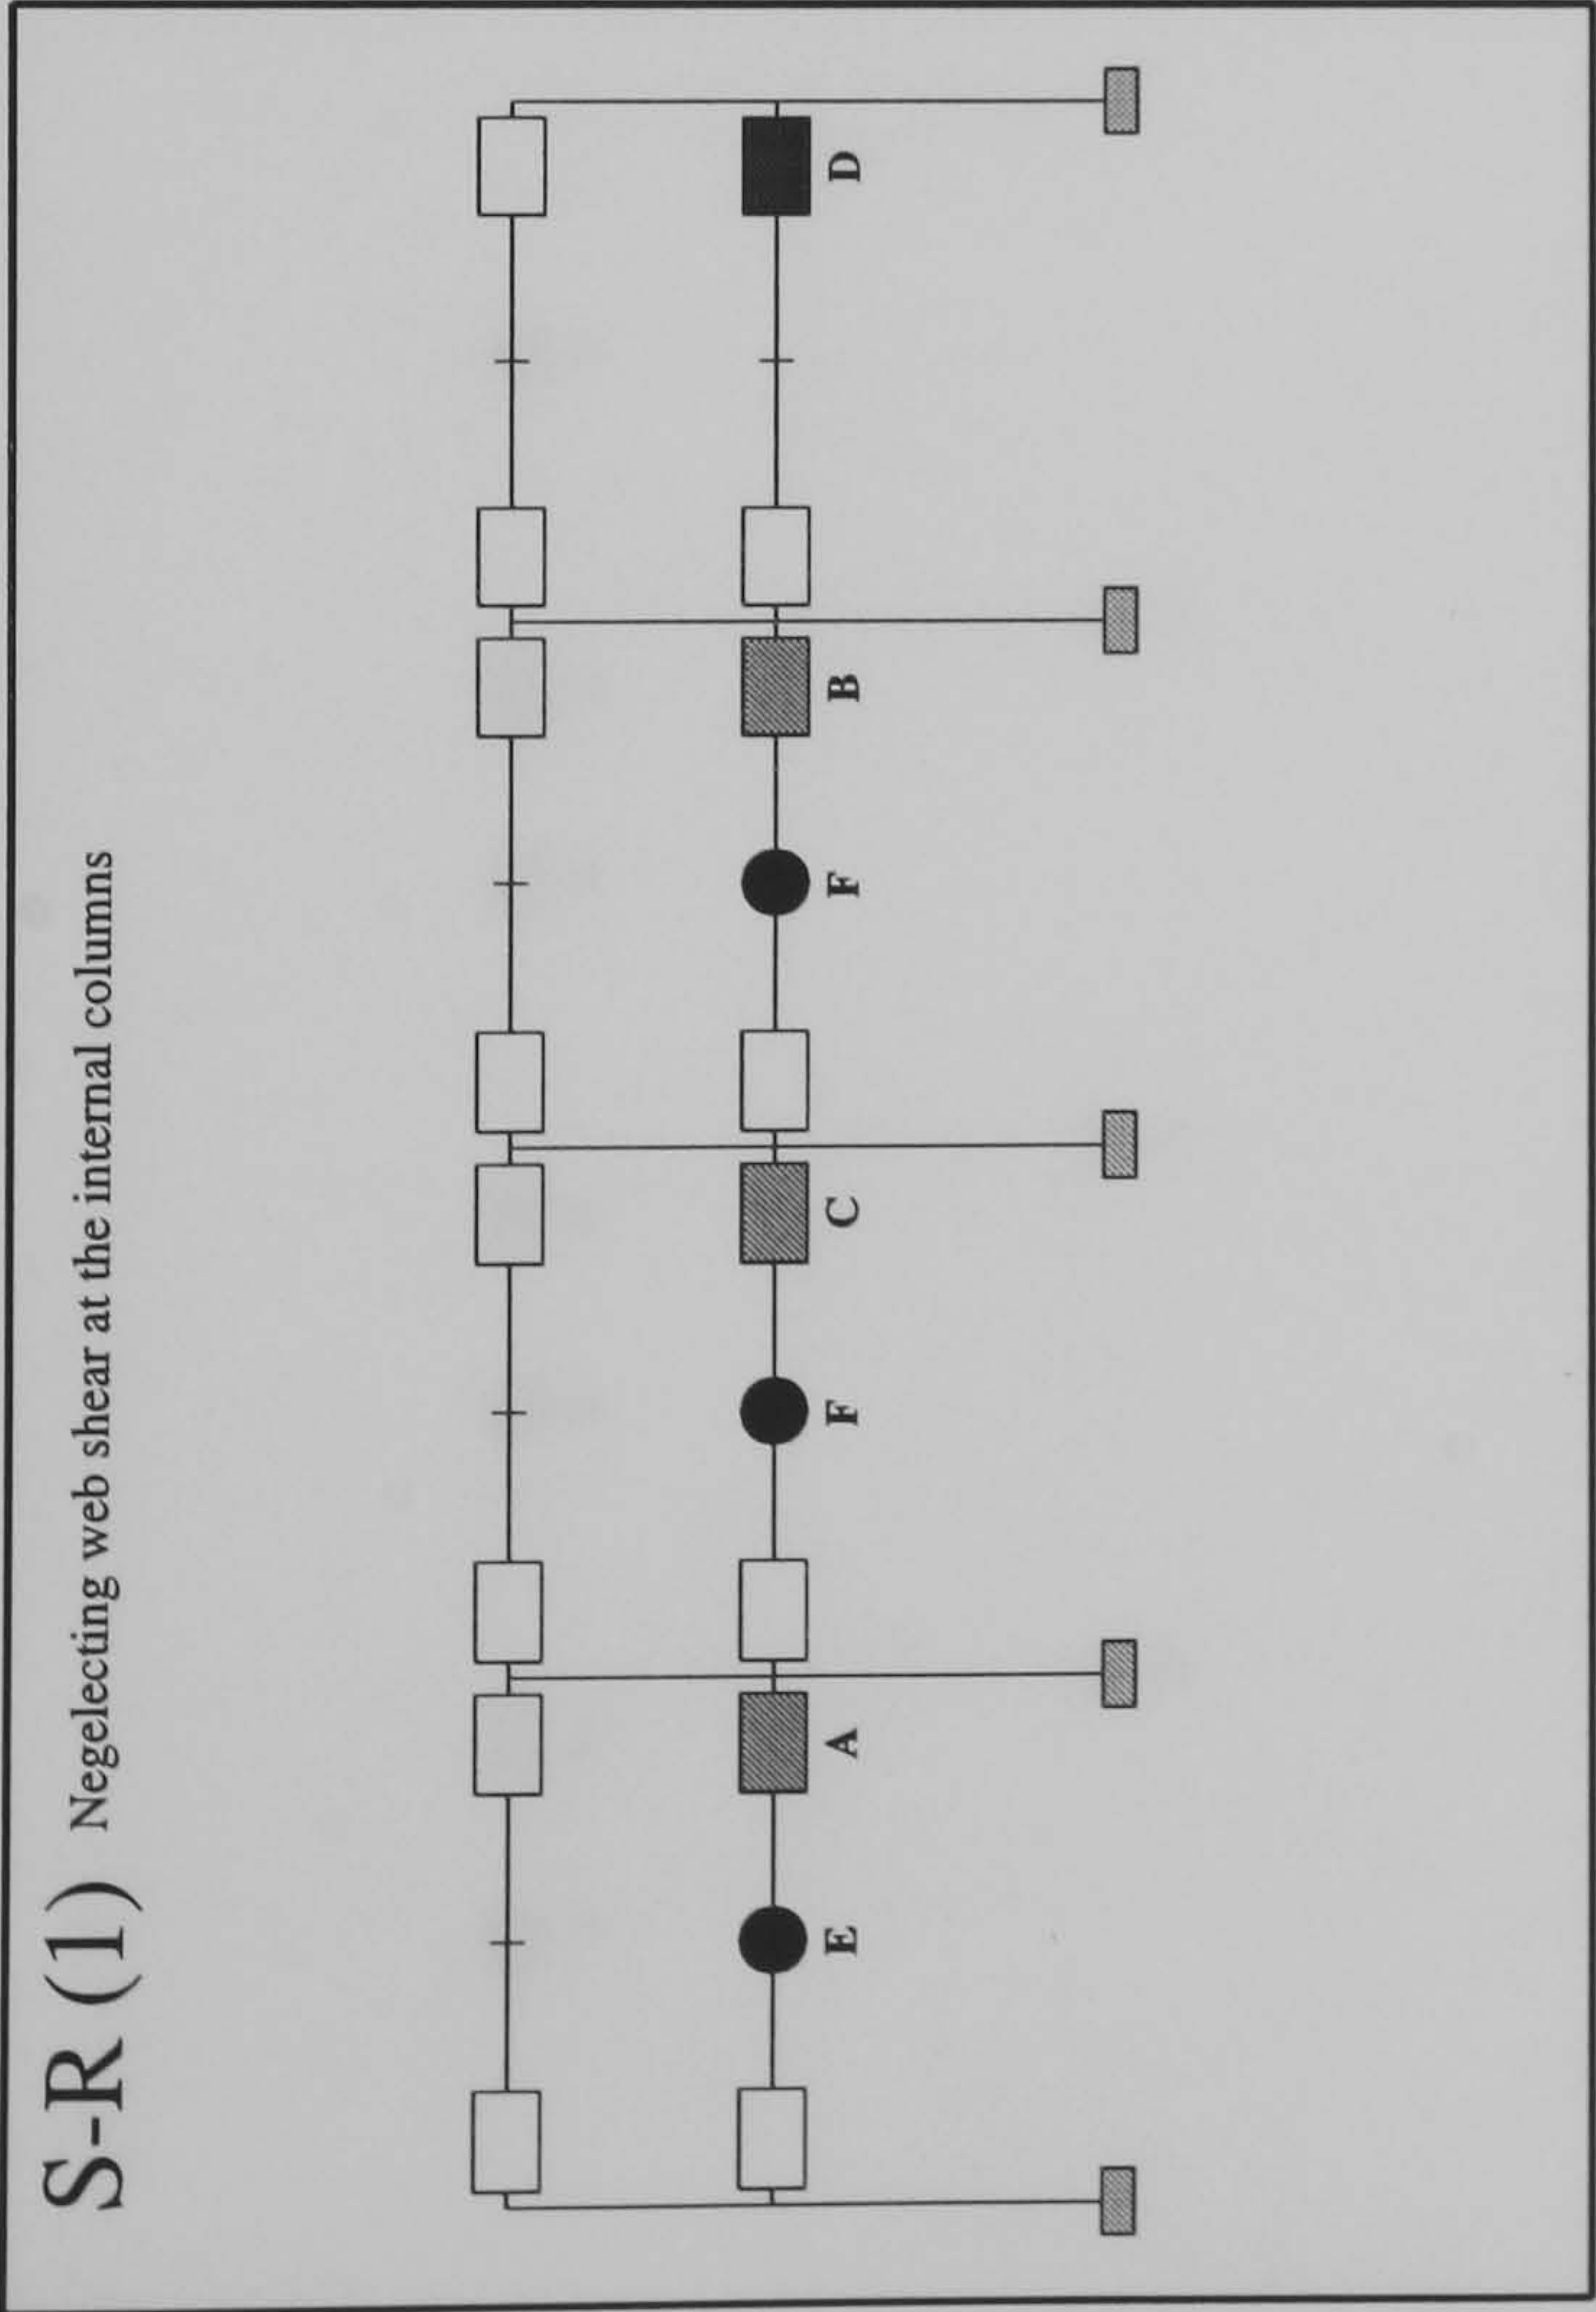 S-R (1) Negelecting web shear at the internal columns
E A F C F B D